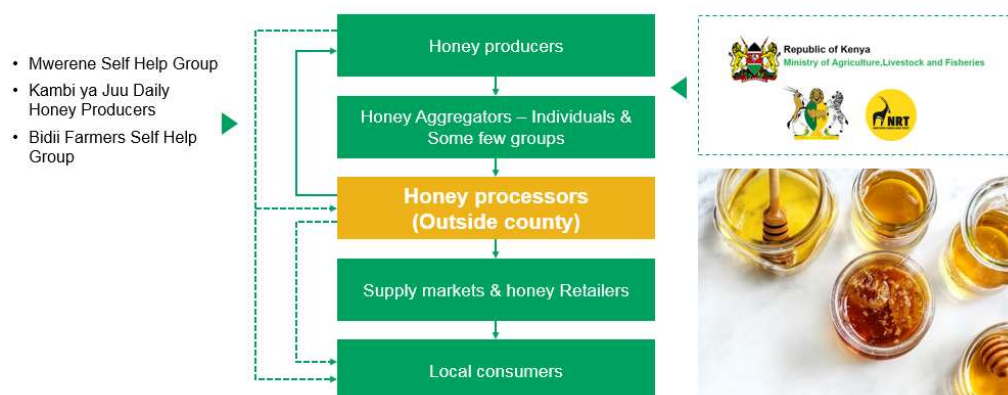 • Mwerene Self Help Group
• Kambi ya Juu Daily
Honey Producers
• Bidii Farmers Self Help
Group
Honey producers
Honey Aggregators – Individuals &
Some few groups
Honey processors
(Outside county)
Supply markets & honey Retailers
Local consumers
Republic of Kenya
Ministry of Agriculture,Livestock and Fisheries
NRT